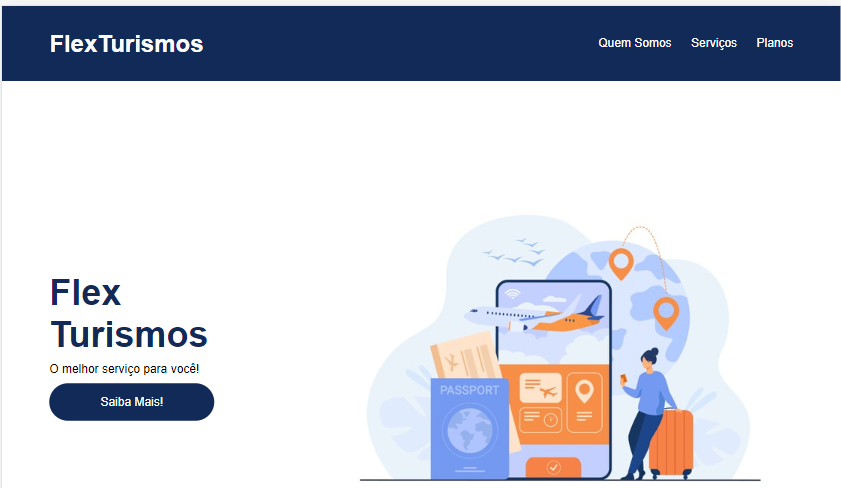 FlexTurismos
Quem Somos Serviços Planos
Flex
Turismos
O melhor serviço para você!
Saiba Mais!
PASSPORT